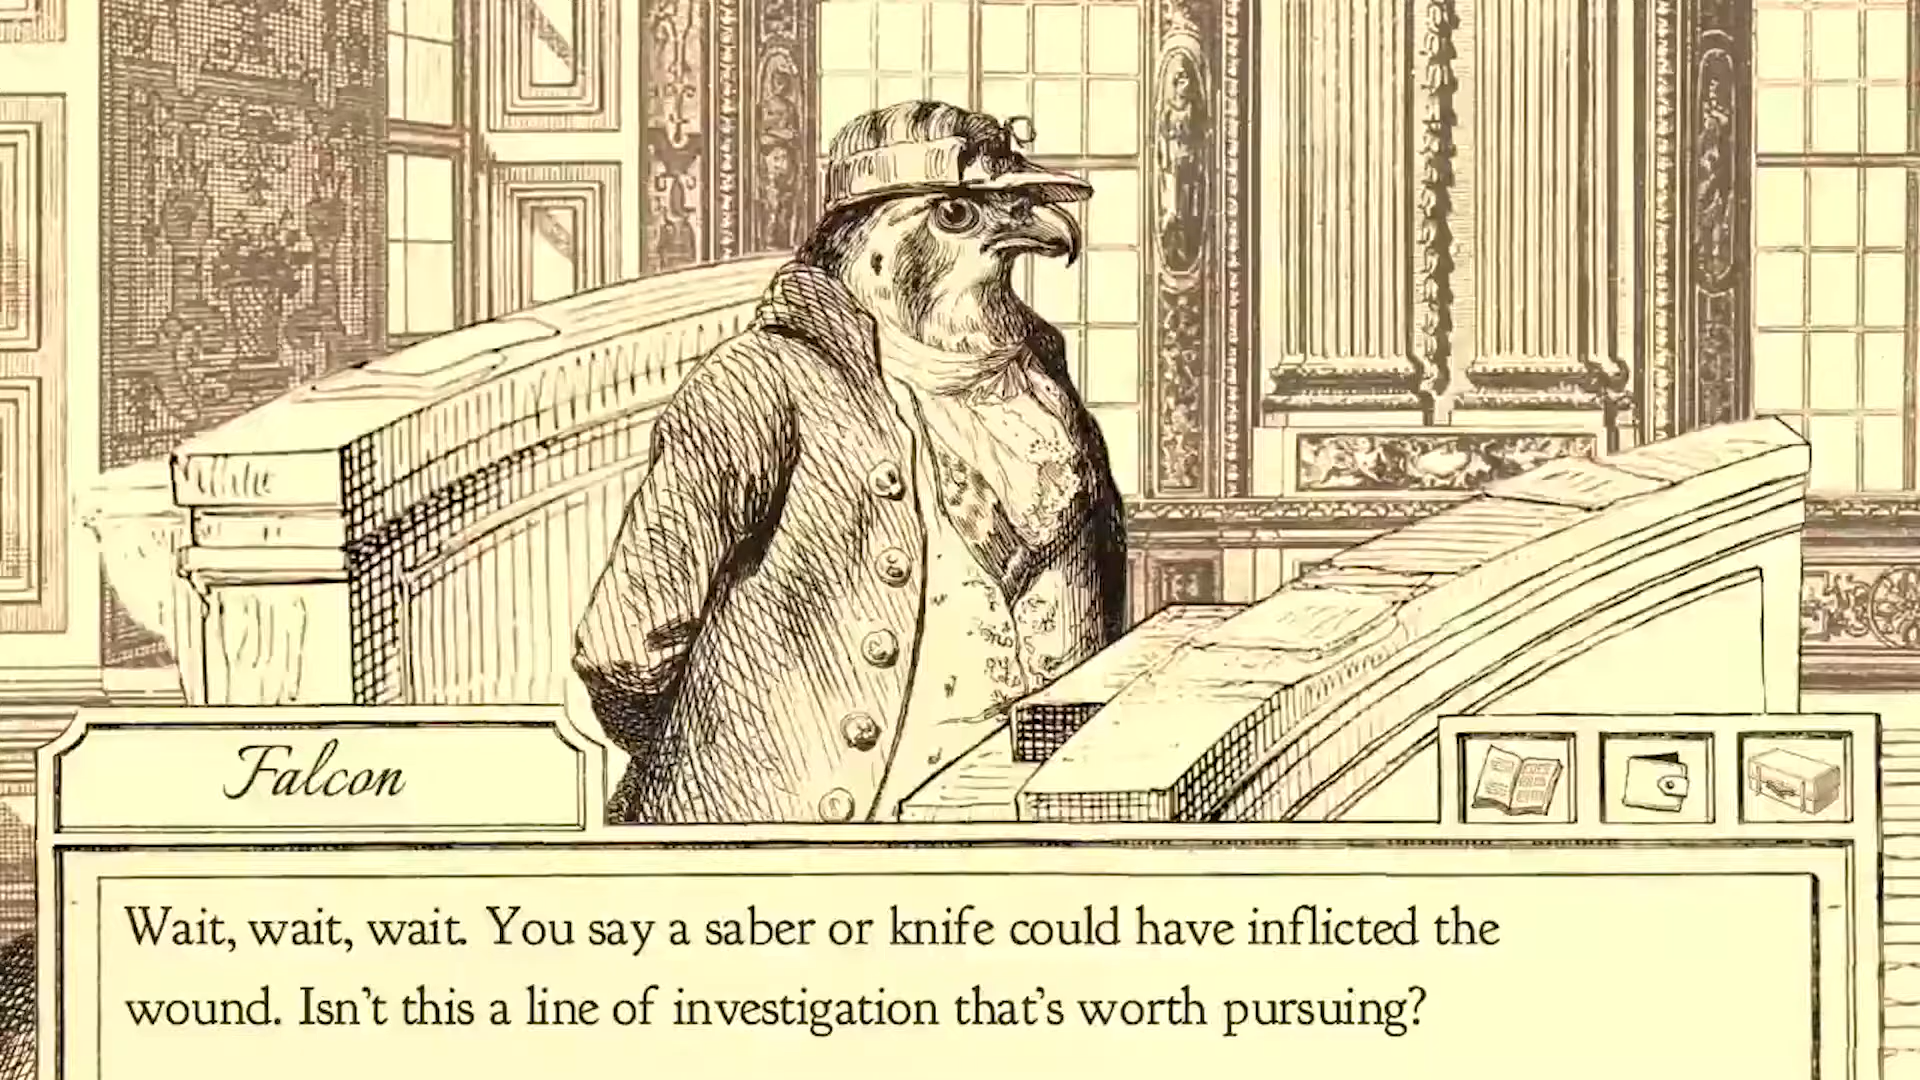 Falcon
Wait, wait, wait. You say a saber or knife could have inflicted the
wound. Isn't this a line of investigation that's worth pursuing?